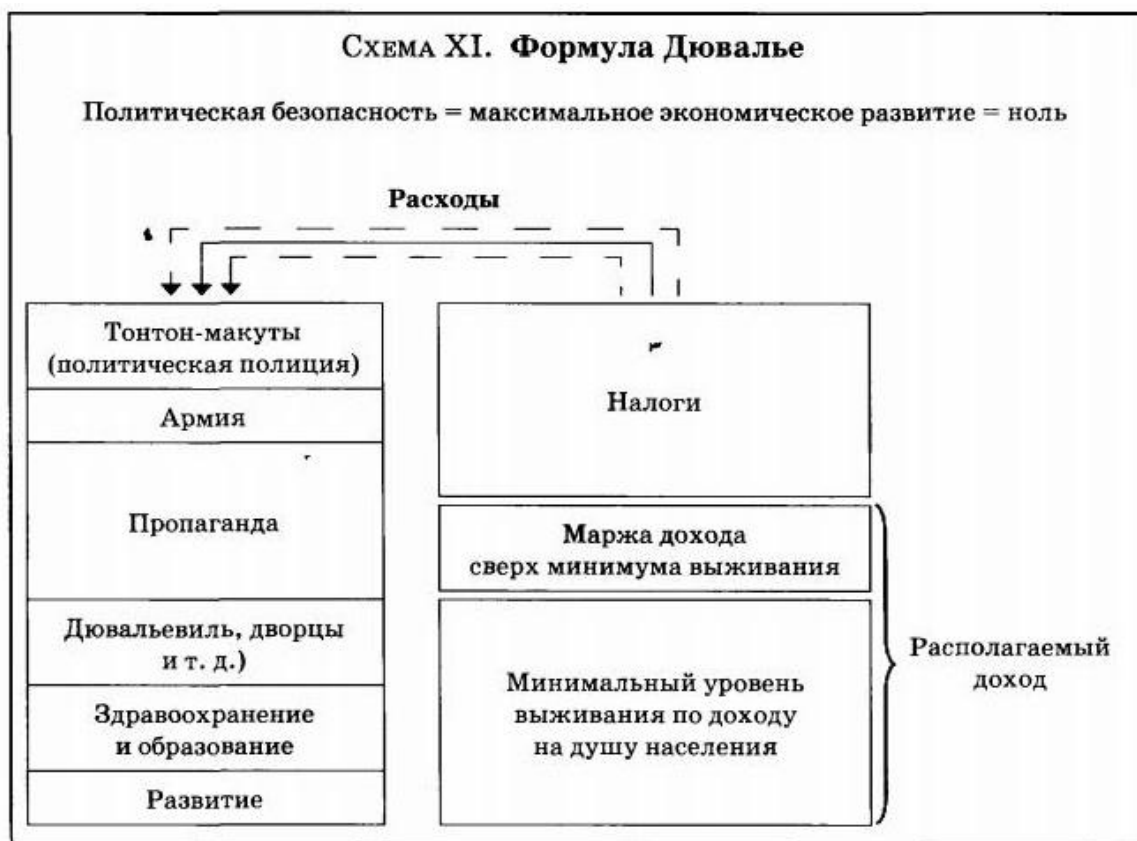 Схема XI. Формула Дювалье
Политическая безопасность = максимальное экономическое развитие = ноль
Расходы
Тонтон-макуты
(политическая полиция)
Армия
Пропаганда
Дювальевиль, дворцы
и т. д.)
Здравоохранение
и образование
Развитие
Налоги
Маржа дохода
сверх минимума выживания
Минимальный уровень
выживания по доходу
на душу населения
Располагаемый
доход